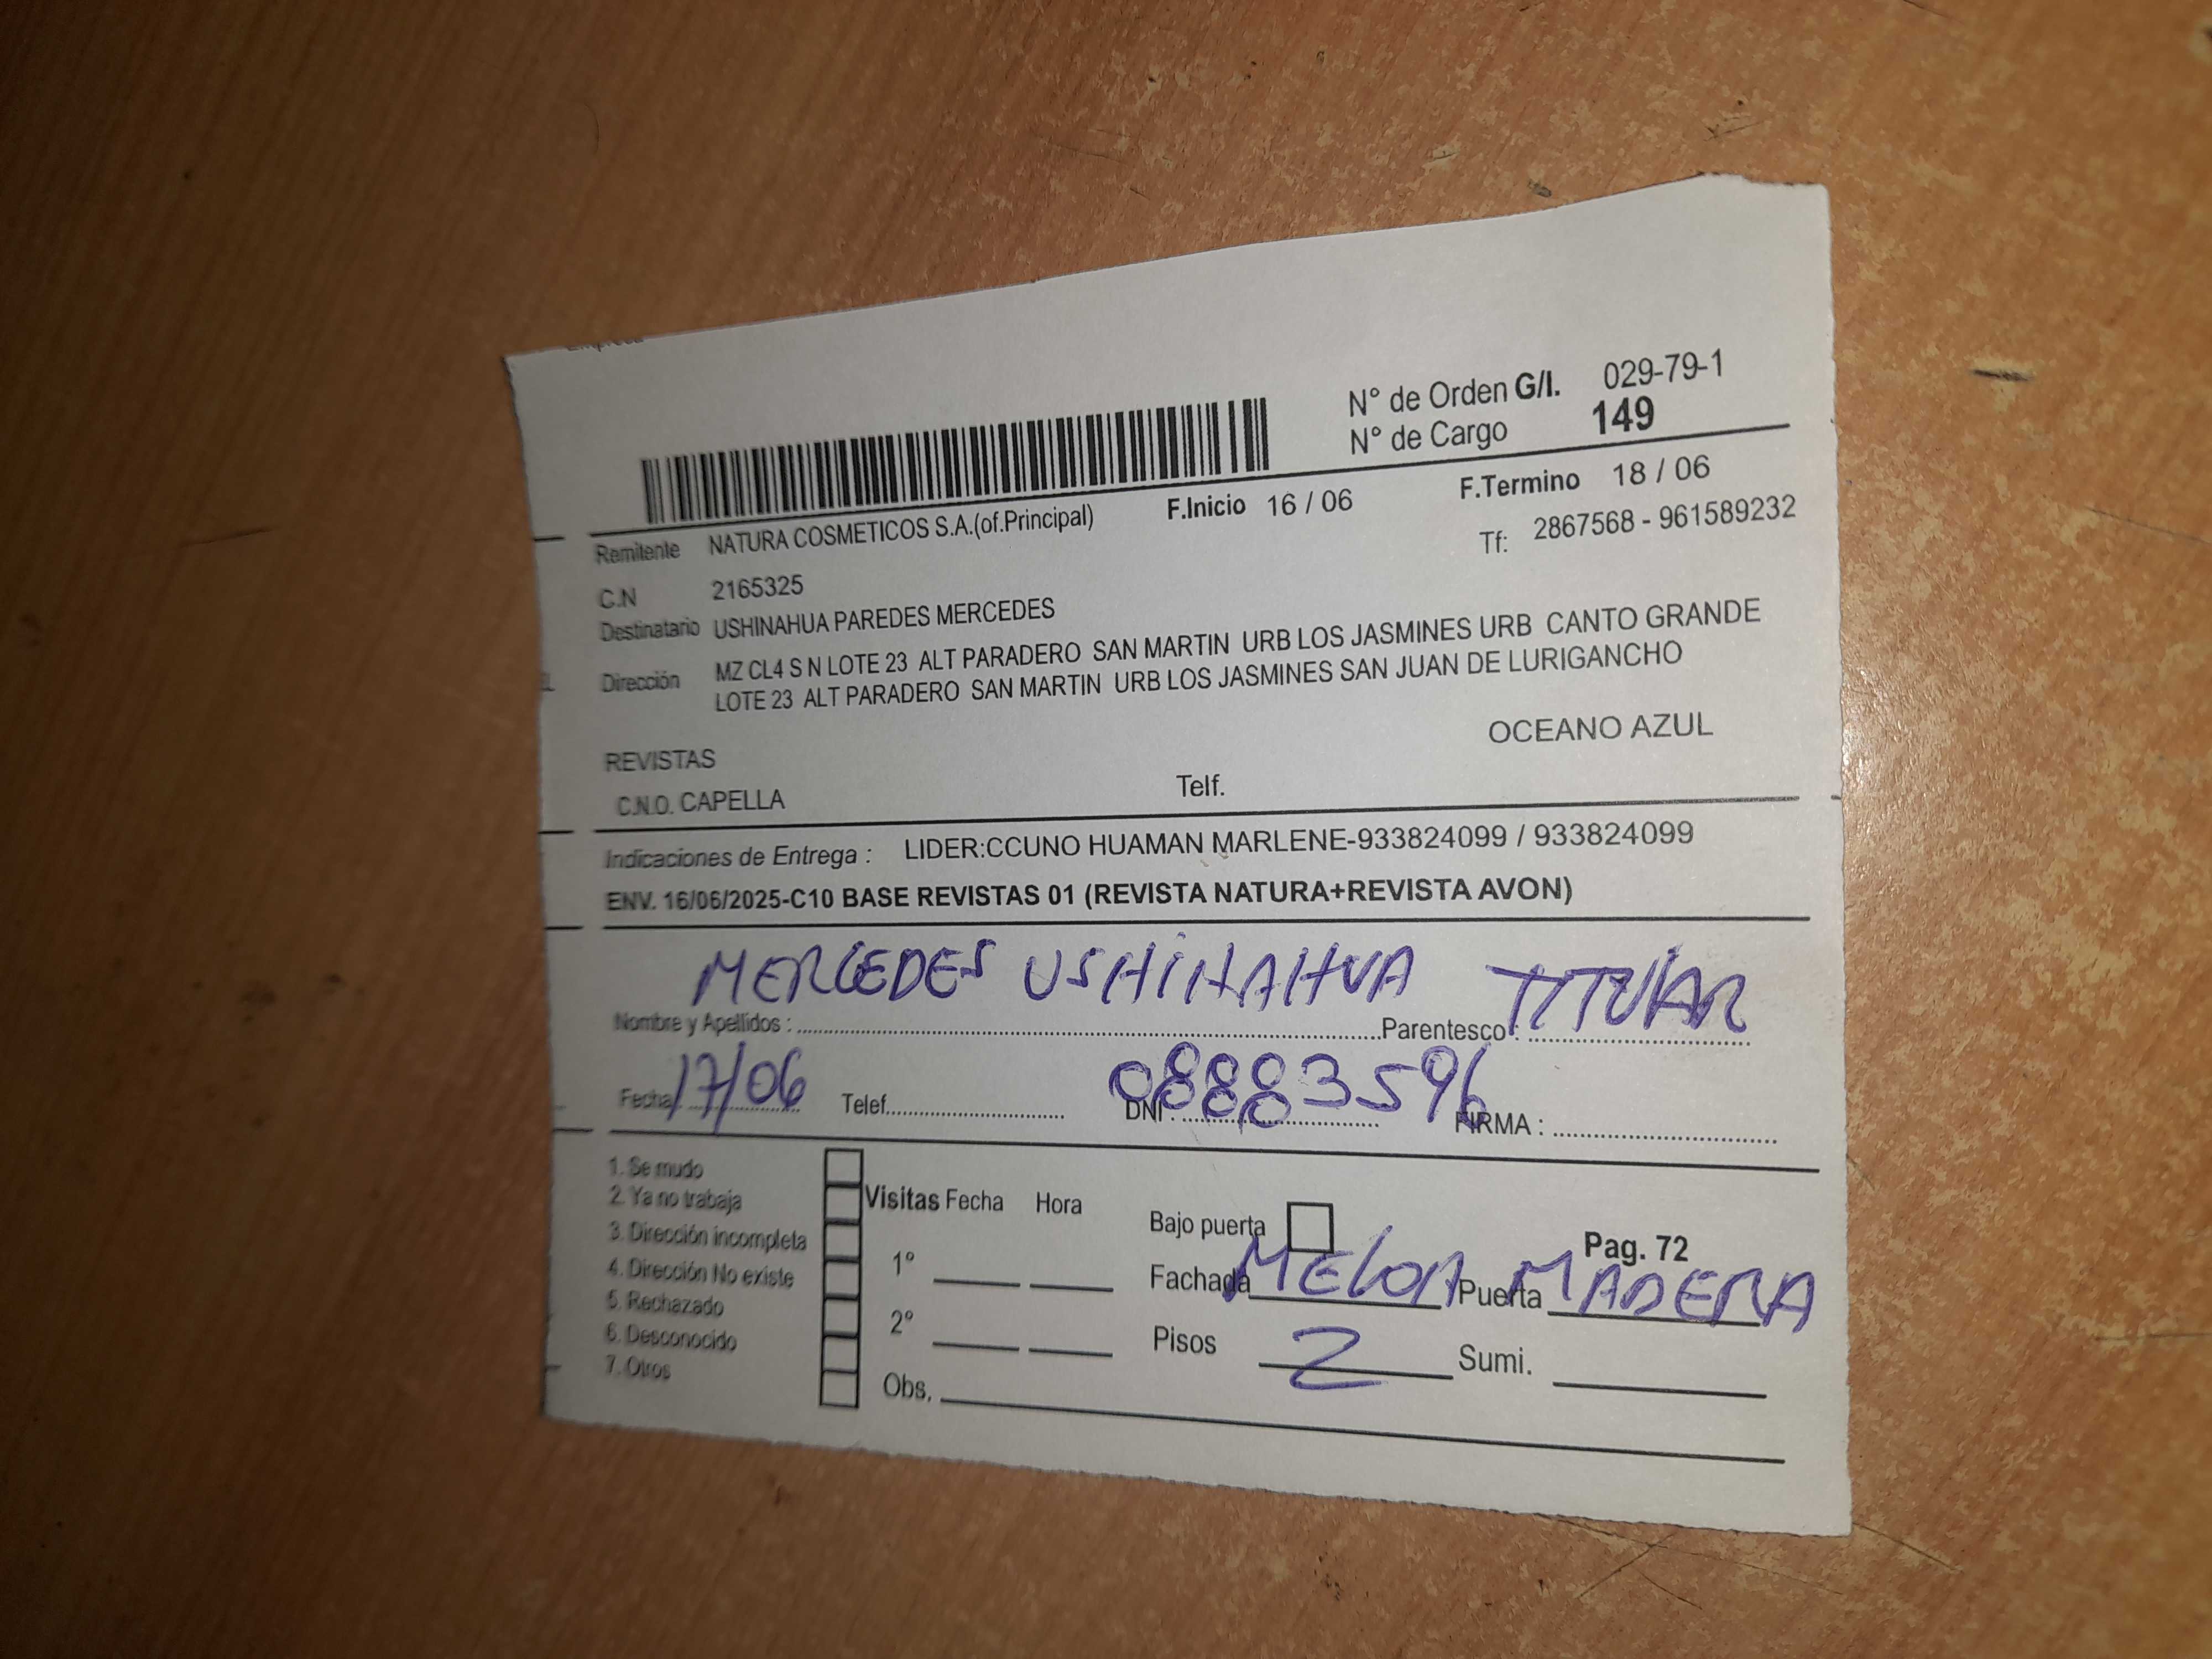 N° de Orden G/I. 029-79-1
N° de Cargo 149
F.Inicio 16 / 06 F.Termino 18 / 06
Remitente NATURA COSMETICOS S.A.(of.Principal) Tf: 2867568 - 961589232
C.N 2165325
Destinatario USHINAHUA PAREDES MERCEDES
Dirección MZ CL4 S N LOTE 23 ALT PARADERO SAN MARTIN URB LOS JASMINES URB CANTO GRANDE
LOTE 23 ALT PARADERO SAN MARTIN URB LOS JASMINES SAN JUAN DE LURIGANCHO
OCEANO AZUL
REVISTAS
C.N.O. CAPELLA Telf.
Indicaciones de Entrega : LIDER:CCUNO HUAMAN MARLENE-933824099 / 933824099
ENV. 16/06/2025-C10 BASE REVISTAS 01 (REVISTA NATURA+REVISTA AVON)
Nombre y Apellidos : MERCEDES USHINAHUA Parentesco : TITULAR
Fecha 17/06 Telef. DNI : 08883596 FIRMA :
1. Se mudo
2. Ya no trabaja
3. Dirección incompleta
4. Dirección No existe
5. Rechazado
6. Desconocido
7. Otros
Visitas Fecha Hora
1°
2°
Obs.
Bajo puerta Pag. 72
Fachada MELON Puerta MADERA
Pisos 2 Sumi.